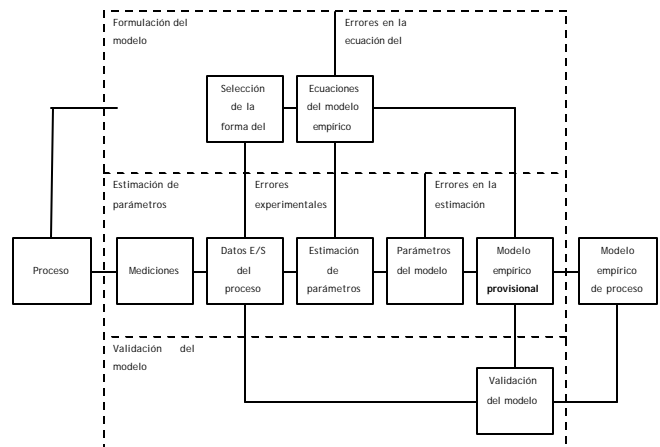 Formulación del
modelo
Errores en la
ecuación del
Selección
de la
forma del
Ecuaciones
del modelo
empírico
Estimación de
parámetros
Errores
experimentales
Errores en la
estimación
Proceso
Mediciones
Datos E/S
del
proceso
Estimación
de
parámetros
Parámetros
del modelo
Modelo
empírico
provisional
Modelo
empírico
de proceso
Validación del
modelo
Validación
del modelo